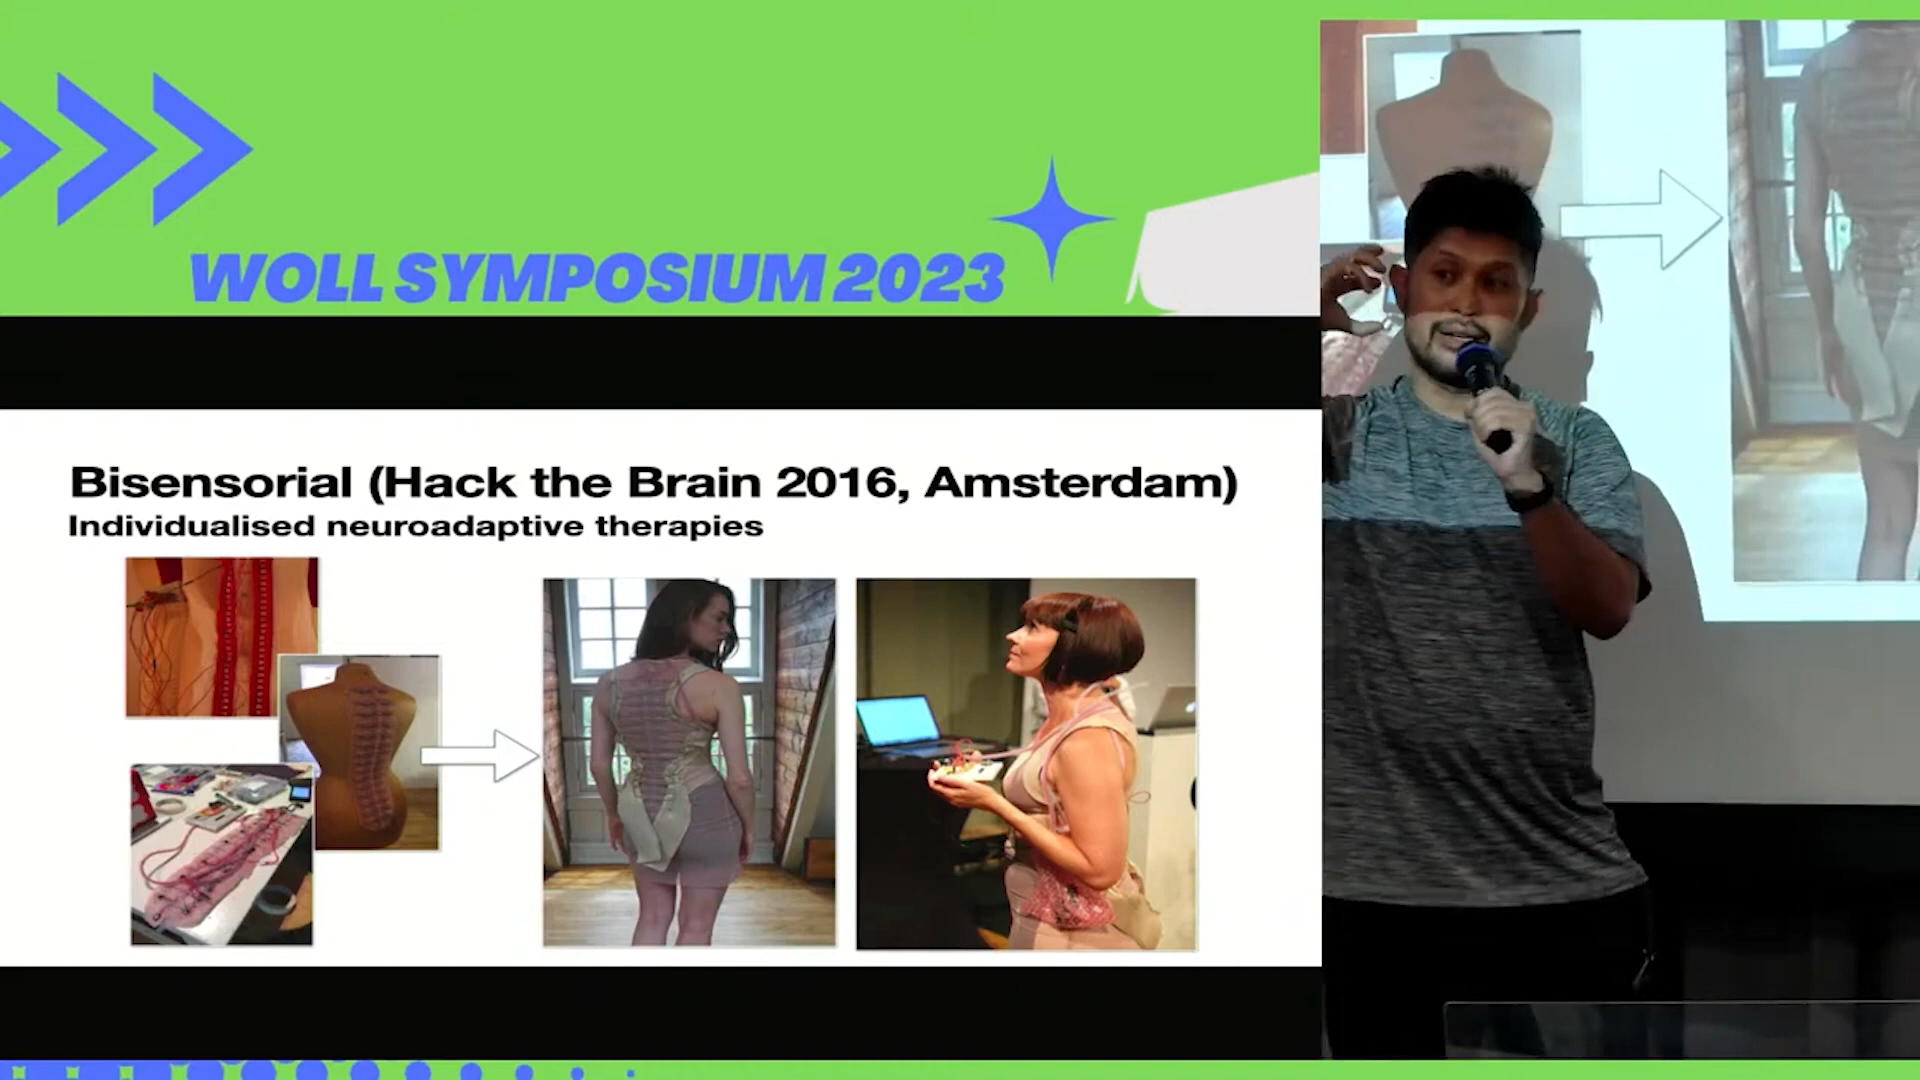 WOLL SYMPOSIUM 2023
Bisensorial (Hack the Brain 2016, Amsterdam)
Individualised neuroadaptive therapies